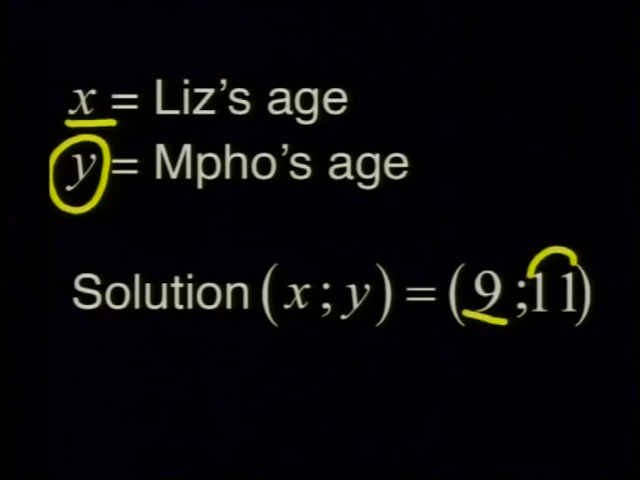 x = Liz's age
y = Mpho's age
Solution (x ; y) = (9 ;11)